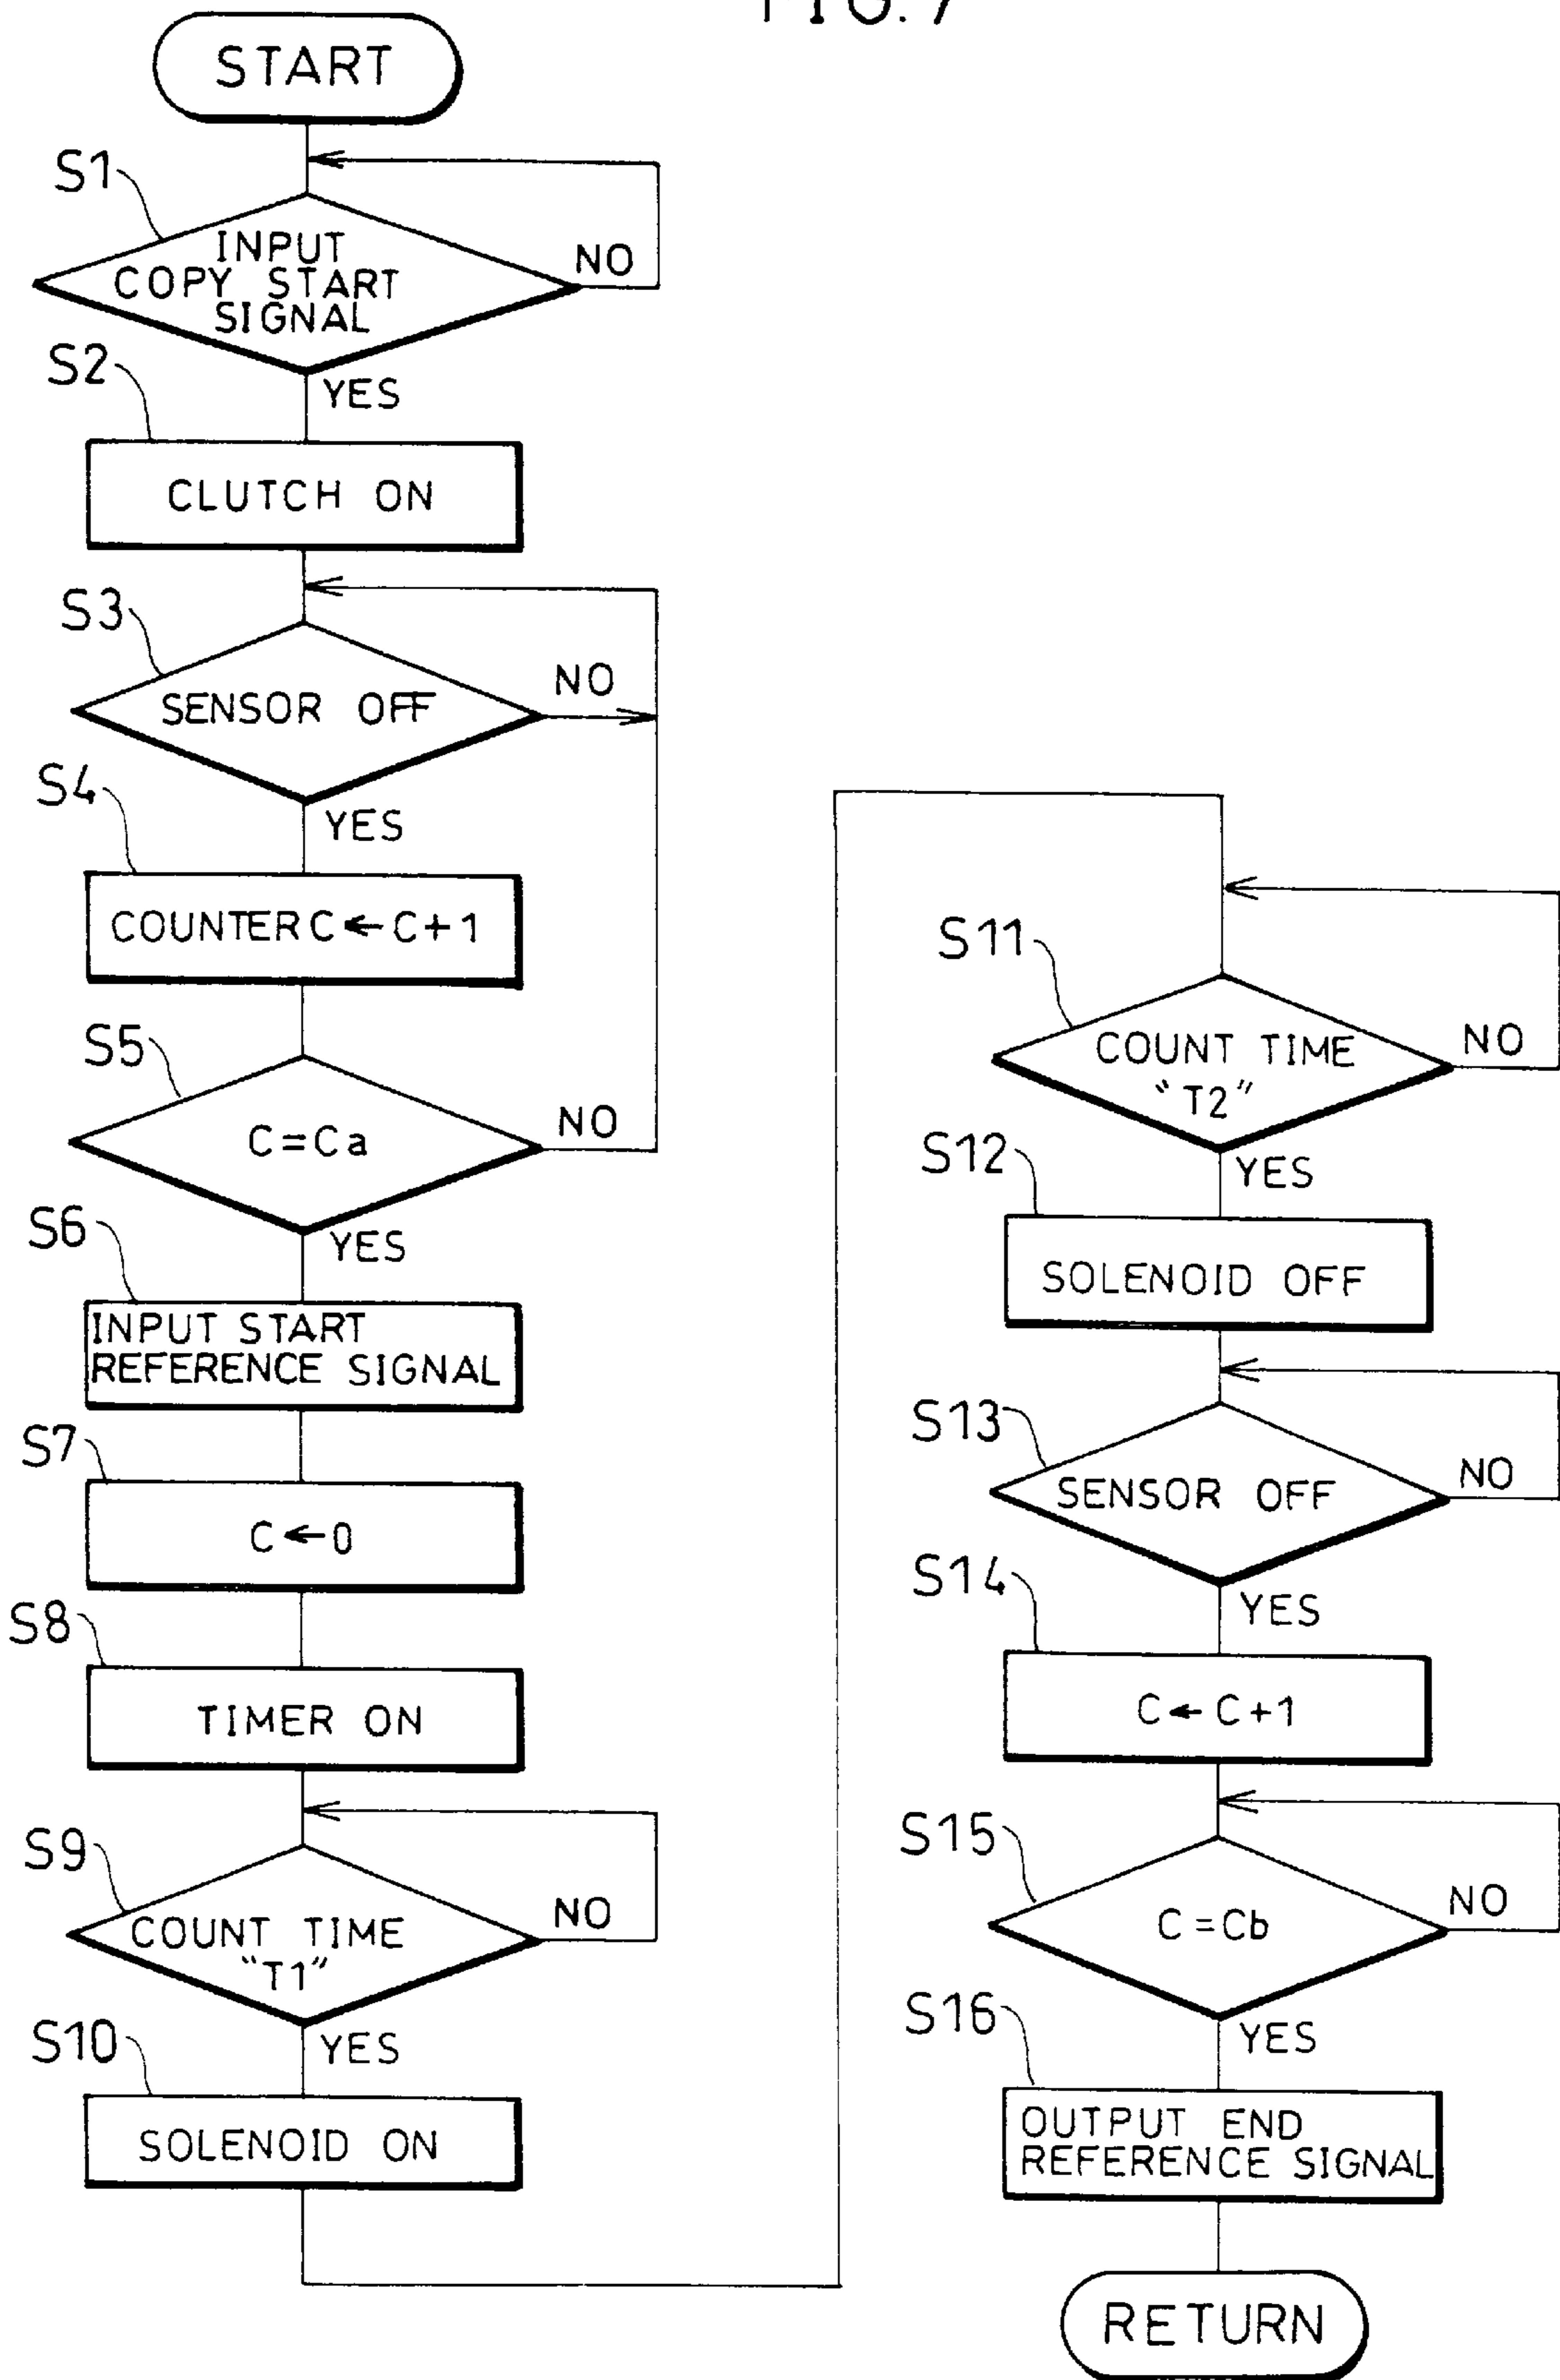 FIG. 7
START
S1
INPUT
COPY START
SIGNAL
NO
YES
S2
CLUTCH ON
S3
SENSOR OFF
NO
YES
S4
COUNTER C ← C+1
S5
C=Ca
NO
YES
S6
INPUT START
REFERENCE SIGNAL
S7
C ← 0
S8
TIMER ON
S9
COUNT TIME
"T1"
NO
YES
S10
SOLENOID ON
S11
COUNT TIME
"T2"
NO
YES
S12
SOLENOID OFF
S13
SENSOR OFF
NO
YES
S14
C ← C+1
S15
C=Cb
NO
YES
S16
OUTPUT END
REFERENCE SIGNAL
RETURN